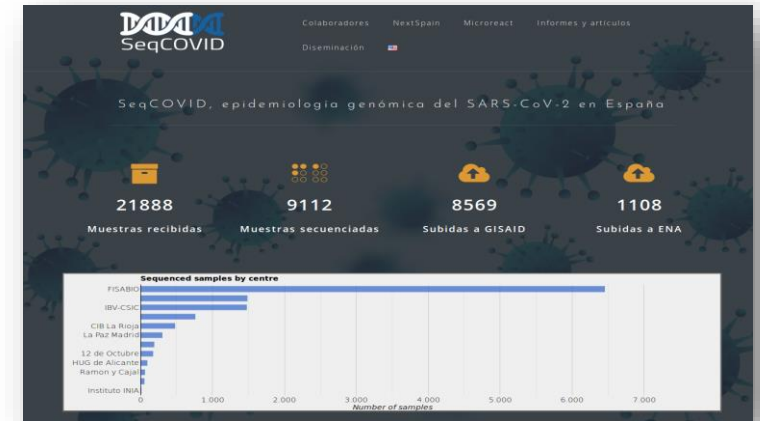 SeqCOVID
Colaboradores NextSpain Microreact Informes y artículos
Diseminación
SeqCOVID, epidemiología genómica del SARS-CoV-2 en España
21888 9112 8569 1108
Muestras recibidas Muestras secuenciadas Subidas a GISAID Subidas a ENA
Sequenced samples by centre
FISABIO
IBV-CSIC
CIB La Rioja
La Paz Madrid
12 de Octubre
HUG de Alicante
Ramon y Cajal
Instituto INIA
0 1.000 2.000 3.000 4.000 5.000 6.000 7.000
Number of samples